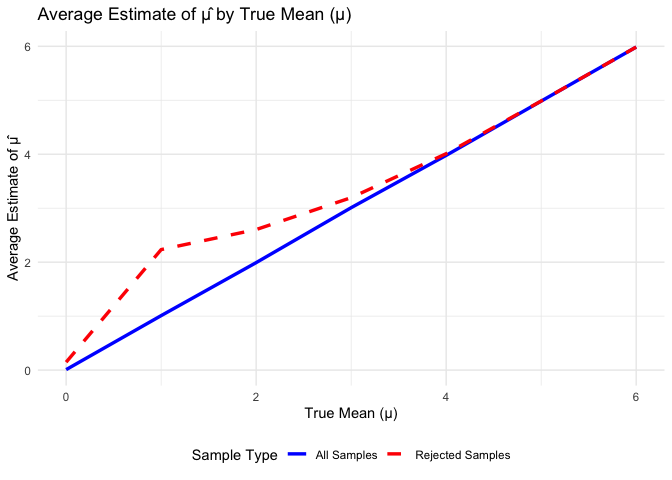 Average Estimate of μ̂ by True Mean (μ)
Average Estimate of μ̂
6
4
2
0
0 2 4 6
True Mean (μ)
Sample Type All Samples Rejected Samples